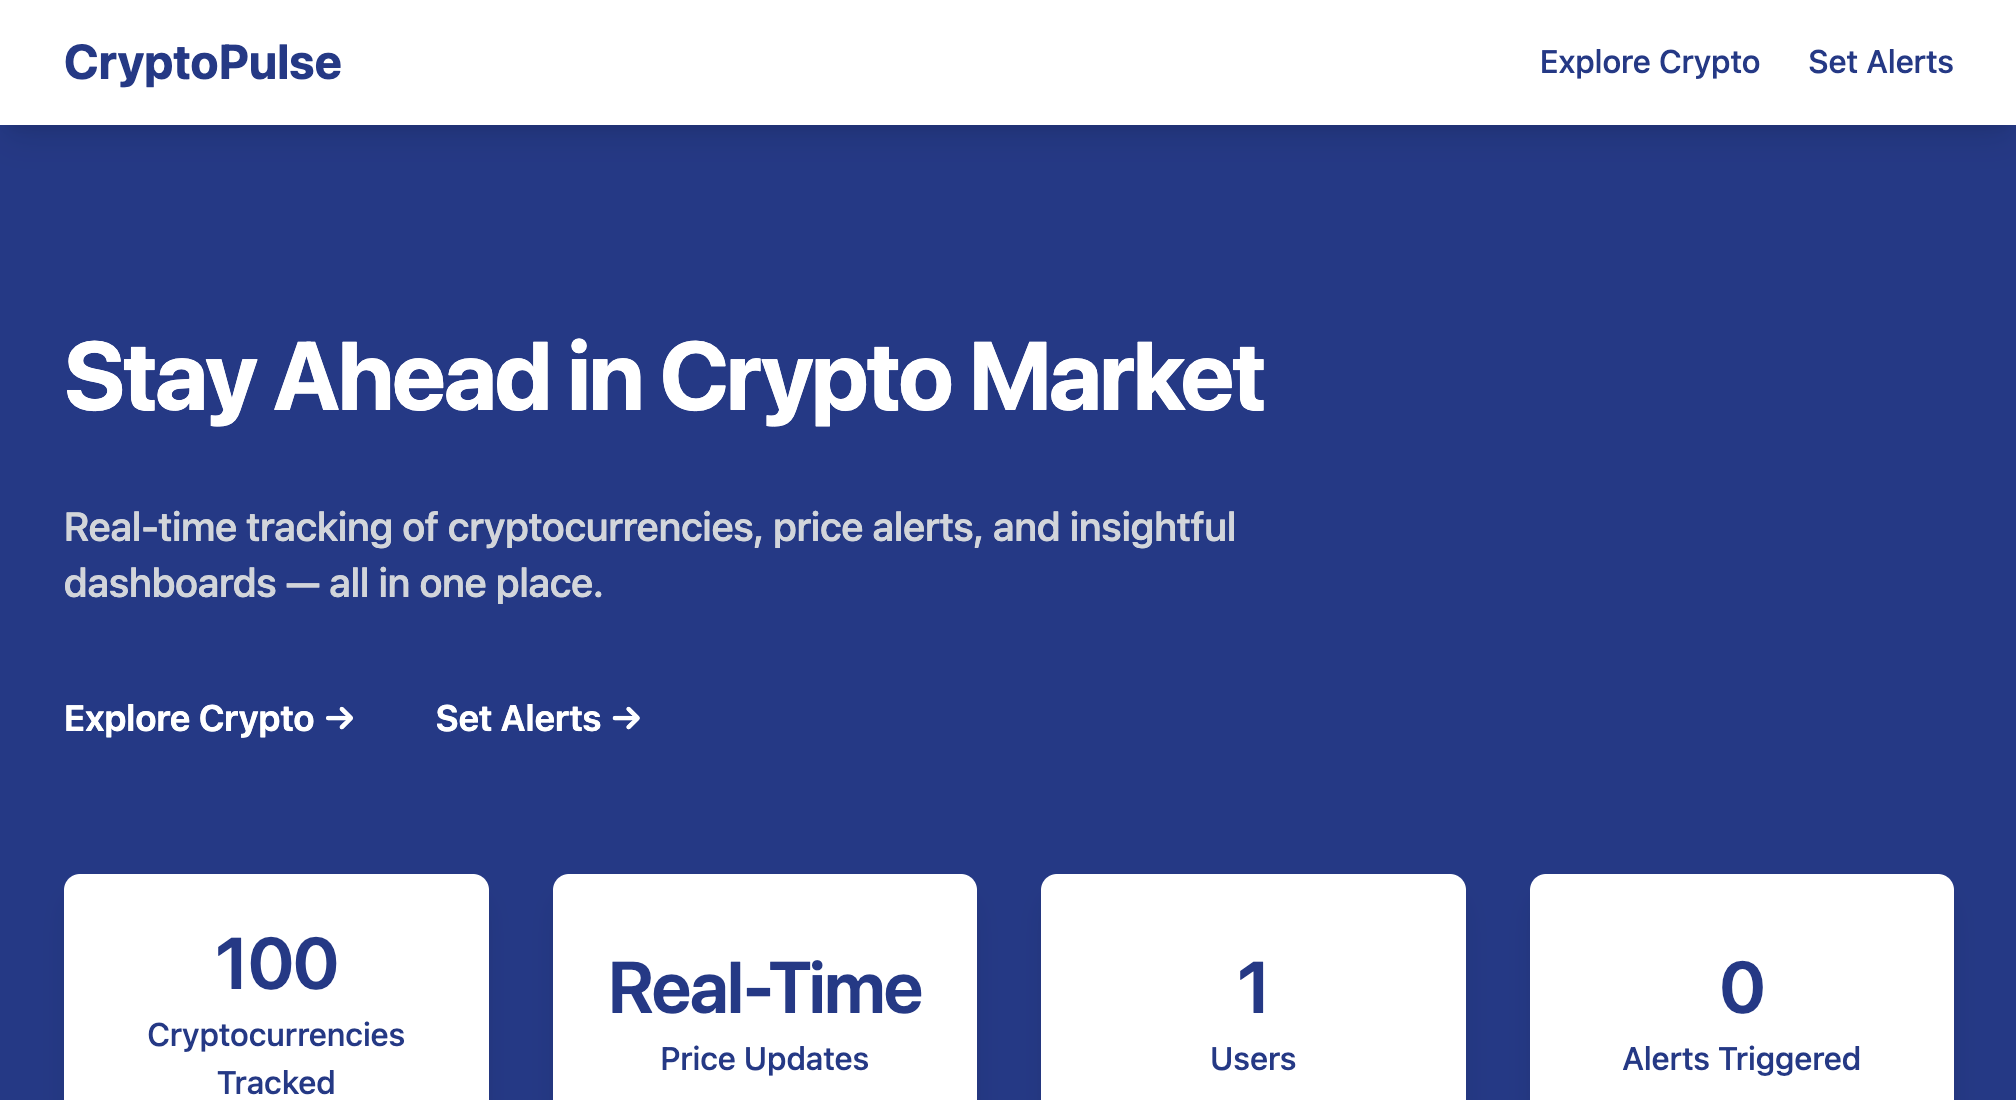 CryptoPulse
Explore Crypto
Set Alerts
Stay Ahead in Crypto Market
Real-time tracking of cryptocurrencies, price alerts, and insightful
dashboards — all in one place.
Explore Crypto →
Set Alerts →
100
Cryptocurrencies
Tracked
Real-Time
Price Updates
1
Users
0
Alerts Triggered